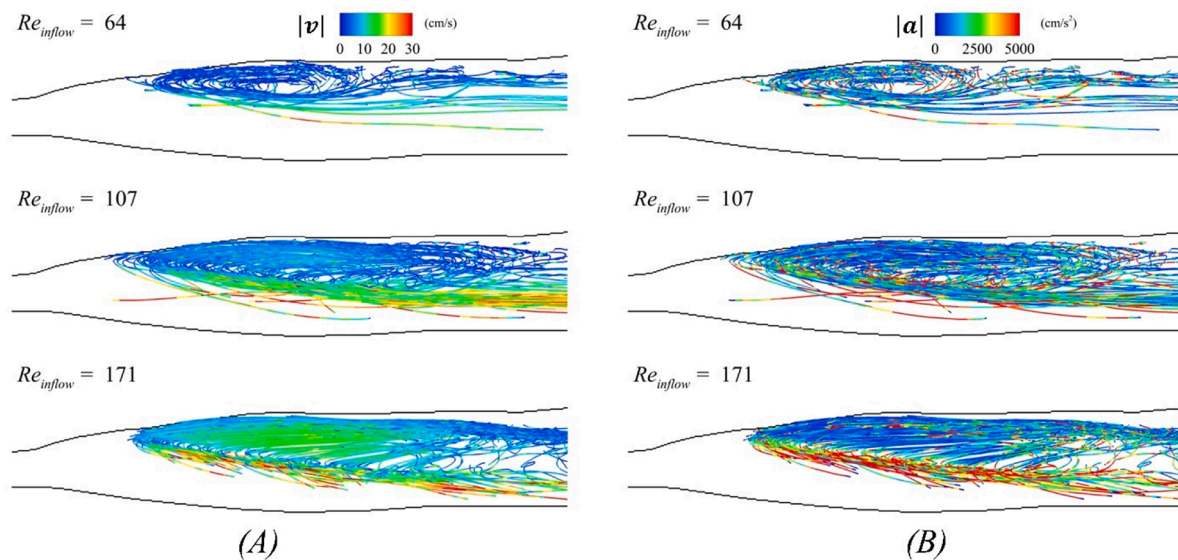 Re_inflow = 64
|v| (cm/s)
0 10 20 30
Re_inflow = 107
Re_inflow = 171
(A)
Re_inflow = 64
|a| (cm/s²)
0 2500 5000
Re_inflow = 107
Re_inflow = 171
(B)